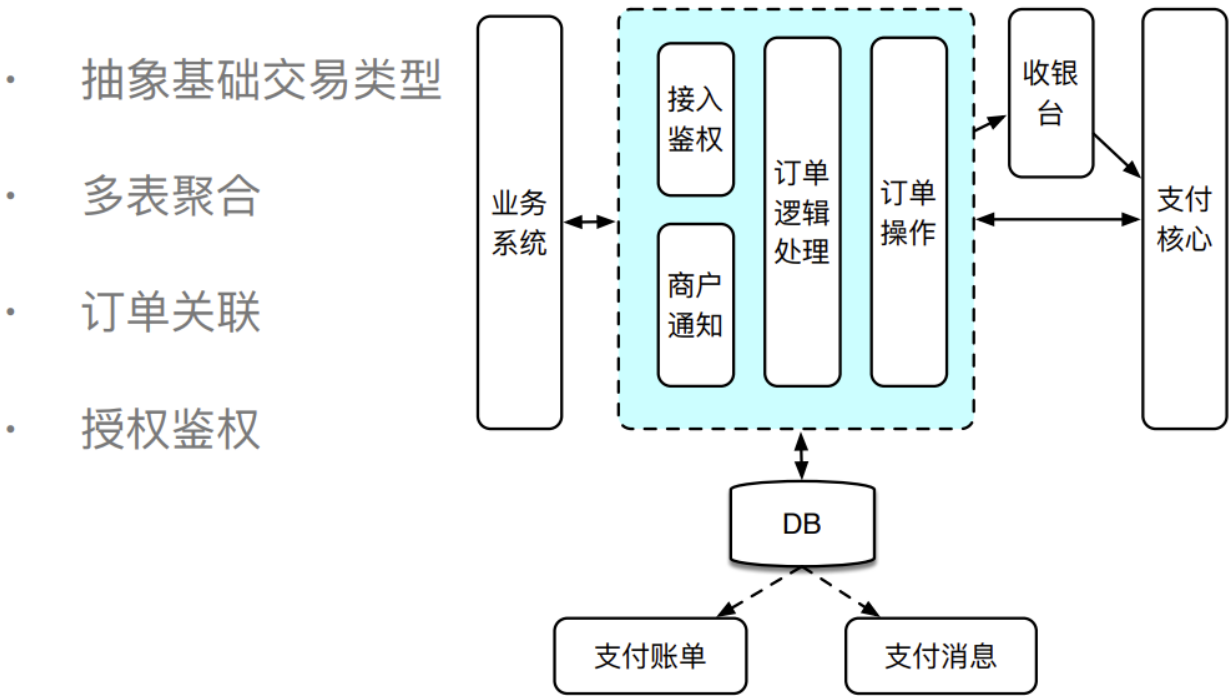 · 抽象基础交易类型
· 多表聚合
· 订单关联
· 授权鉴权
业务
系统
接入
鉴权
商户
通知
订单
逻辑
处理
订单
操作
收银
台
支付
核心
DB
支付账单
支付消息